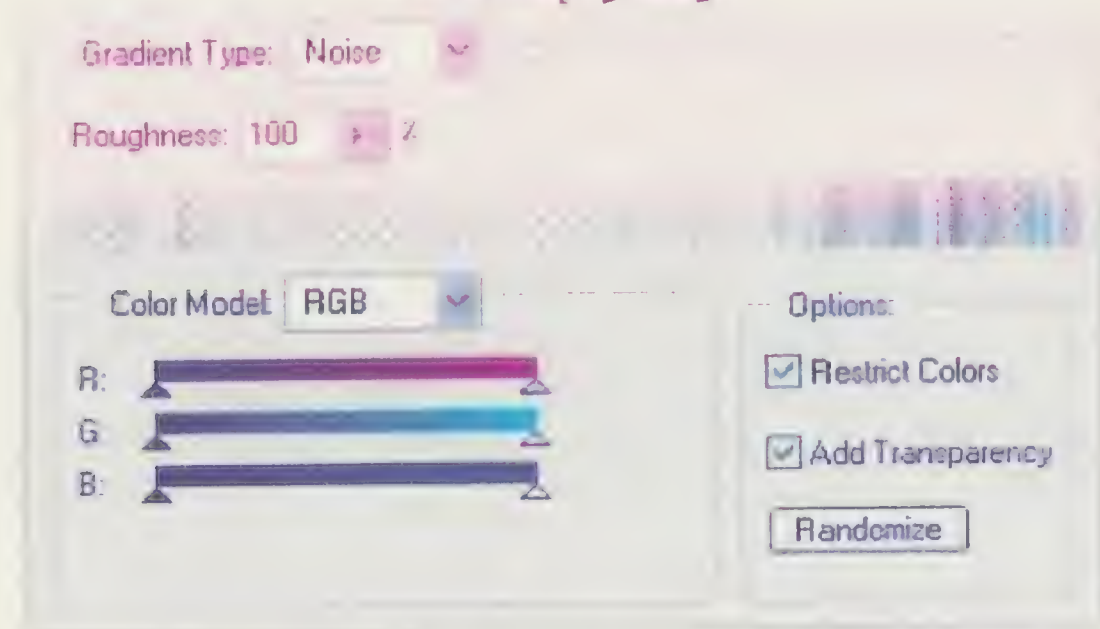 Gradient Type: Noise
Roughness: 100 %
Color Model: RGB
Options:
R:
Restrict Colors
G:
Add Transparency
B:
Randomize